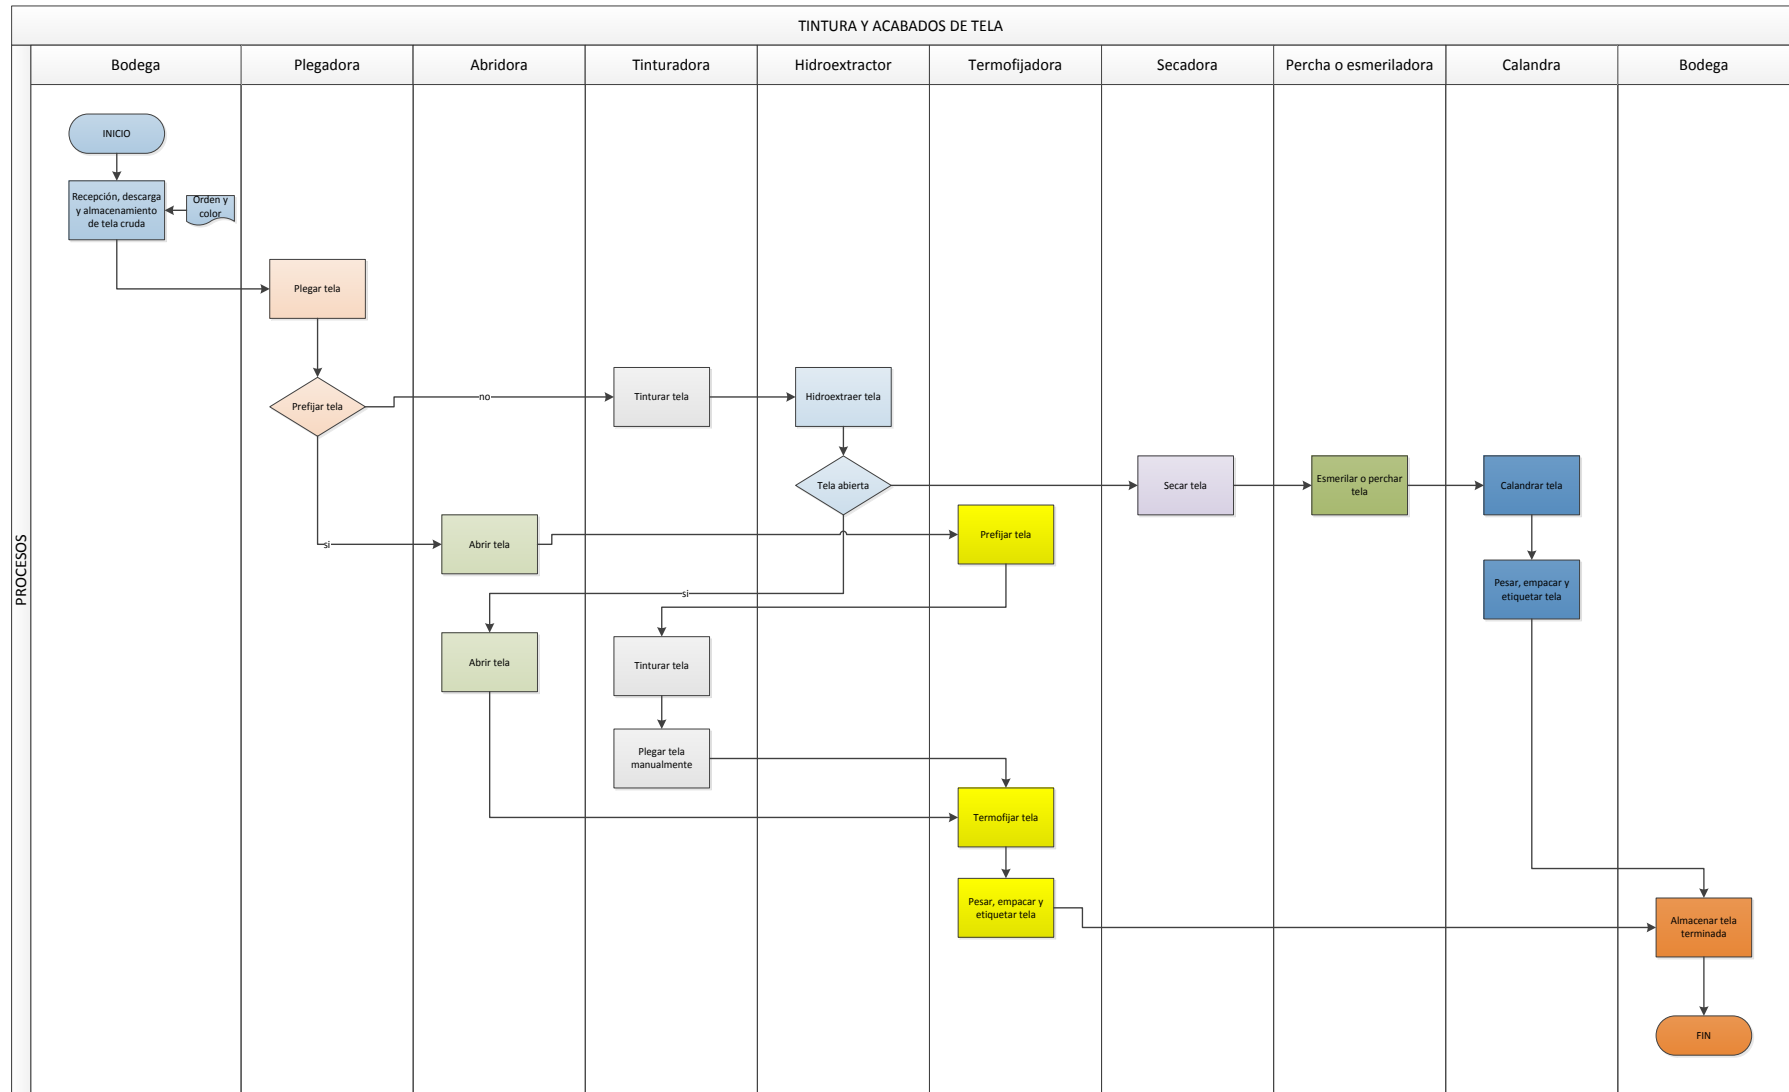 TINTURA Y ACABADOS DE TELA
PROCESOS
Bodega
Plegadora
Abridora
Tinturadora
Hidroextractor
Termofijadora
Secadora
Percha o esmeriladora
Calandra
Bodega
INICIO
Recepción, descarga
y almacenamiento
de tela cruda
Orden y
color
Plegar tela
Prefijar tela
no
Tinturar tela
Hidroextraer tela
Tela abierta
Secar tela
Esmerilar o perchar
tela
Calandrar tela
si
Abrir tela
Prefijar tela
Pesar, empacar y
etiquetar tela
si
Abrir tela
Tinturar tela
Plegar tela
manualmente
Termofijar tela
Pesar, empacar y
etiquetar tela
Almacenar tela
terminada
FIN